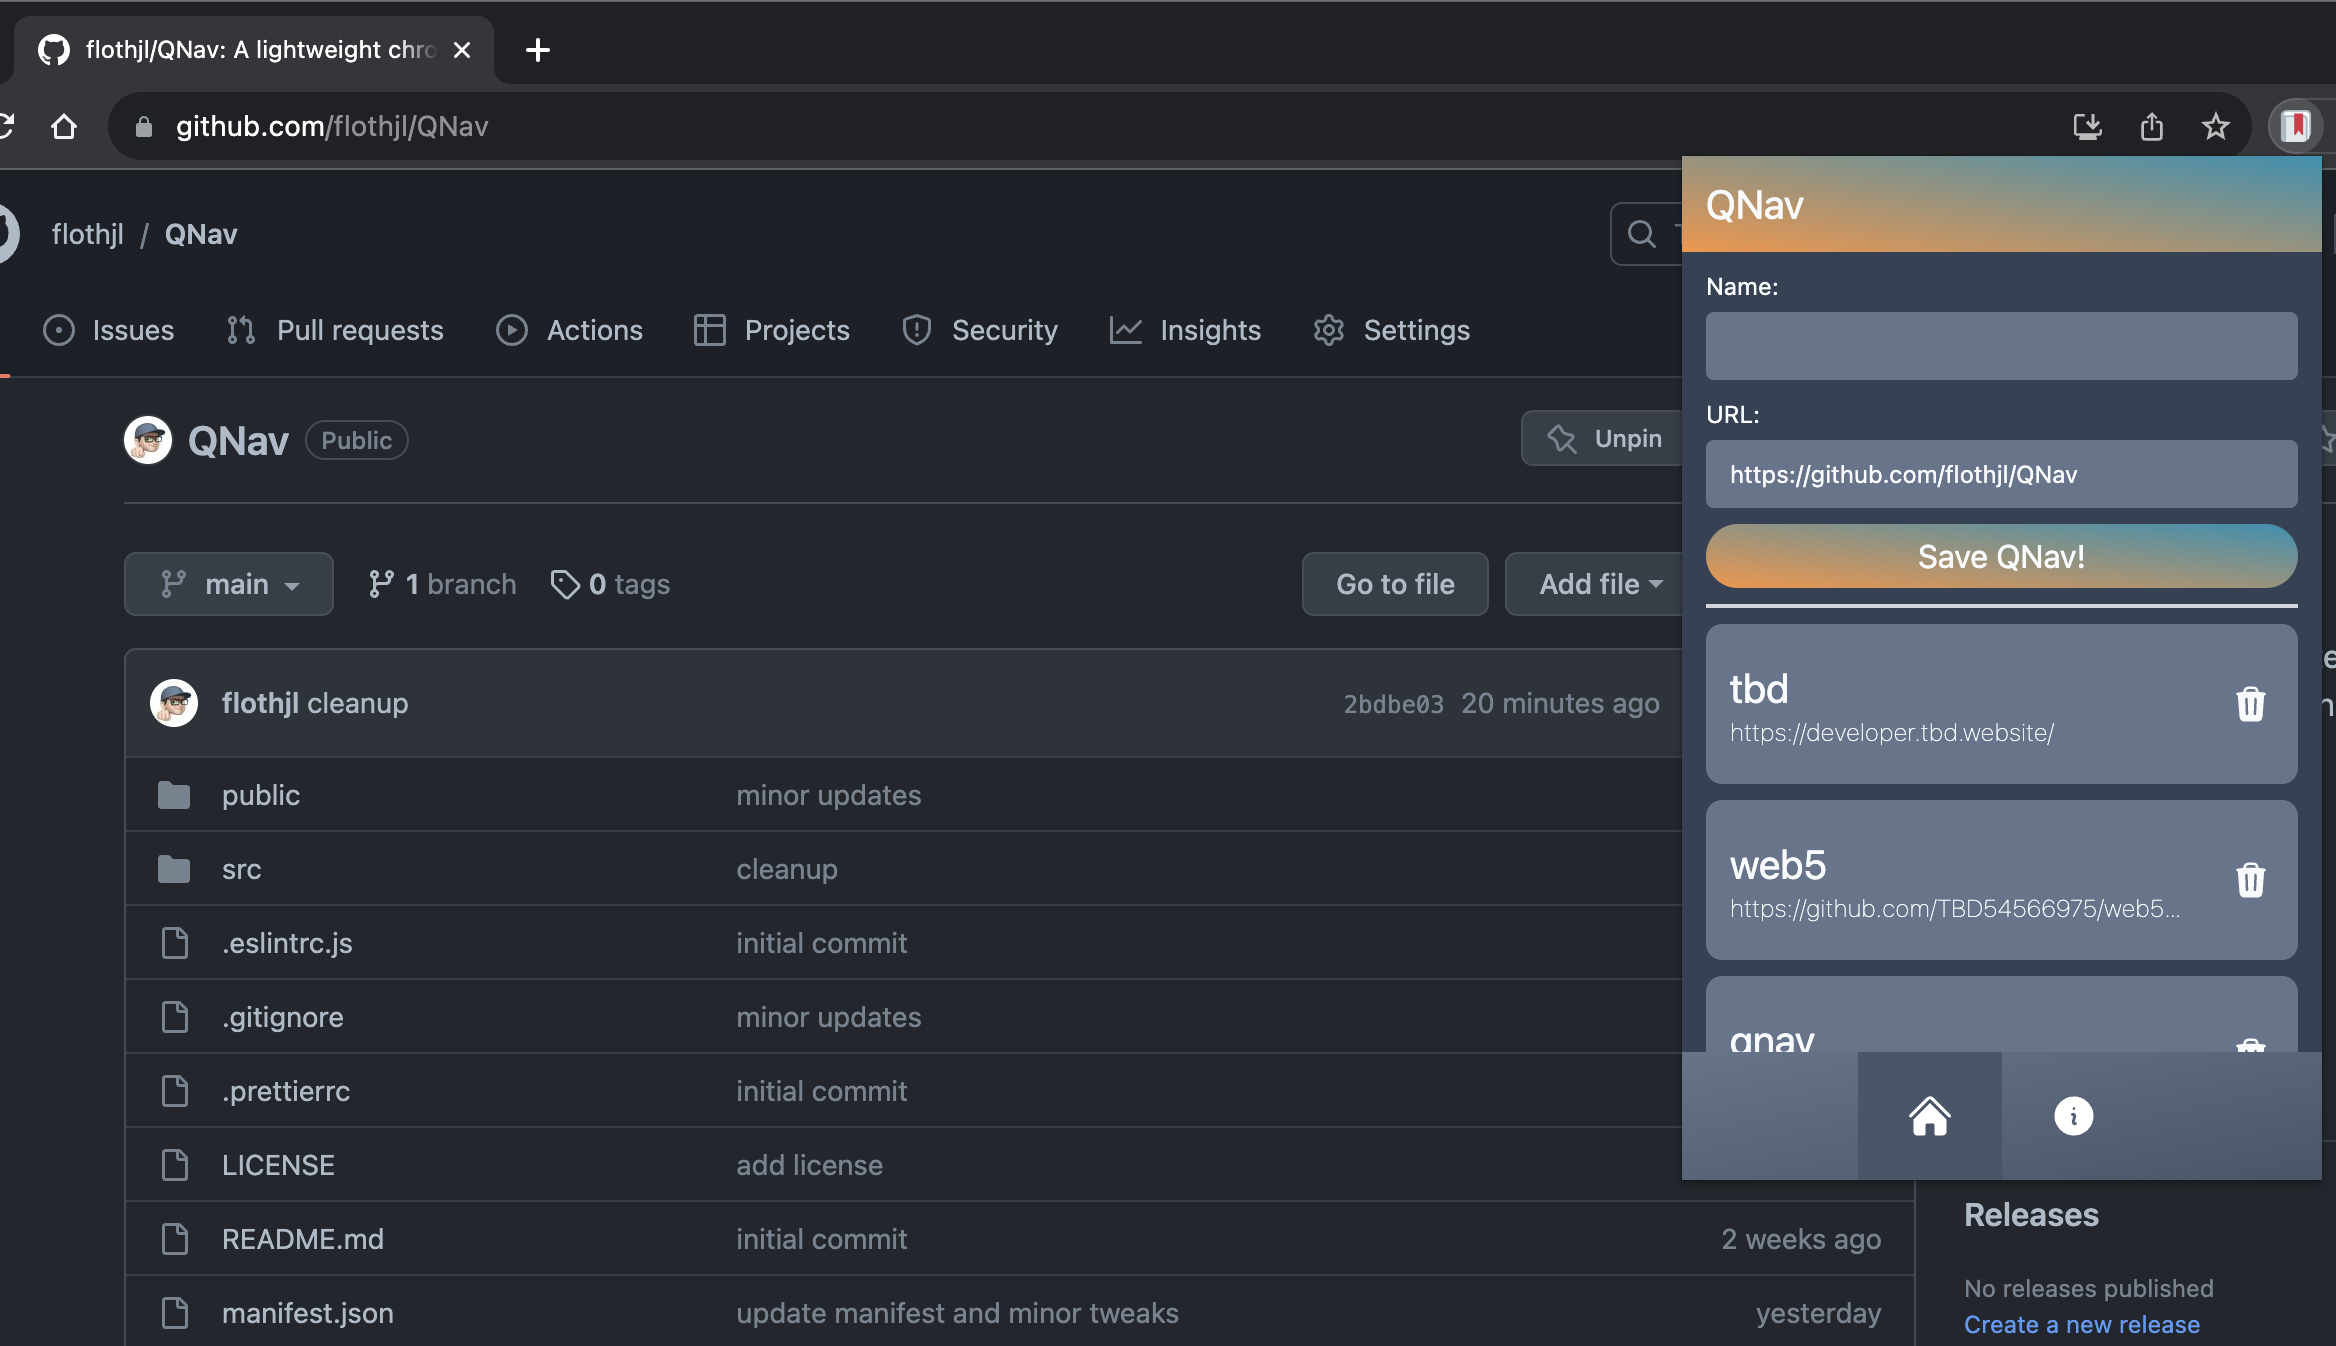 flothjl/QNav: A lightweight chro
github.com/flothjl/QNav
flothjl / QNav
Issues
Pull requests
Actions
Projects
Security
Insights
Settings
QNav
Public
Unpin
main
1 branch
0 tags
Go to file
Add file
flothjl cleanup
2bdbe03 20 minutes ago
public
minor updates
src
cleanup
.eslintrc.js
initial commit
.gitignore
minor updates
.prettierrc
initial commit
LICENSE
add license
README.md
initial commit
2 weeks ago
manifest.json
update manifest and minor tweaks
yesterday
QNav
Name:
URL:
https://github.com/flothjl/QNav
Save QNav!
tbd
https://developer.tbd.website/
web5
https://github.com/TBD54566975/web5...
qnav
Releases
No releases published
Create a new release